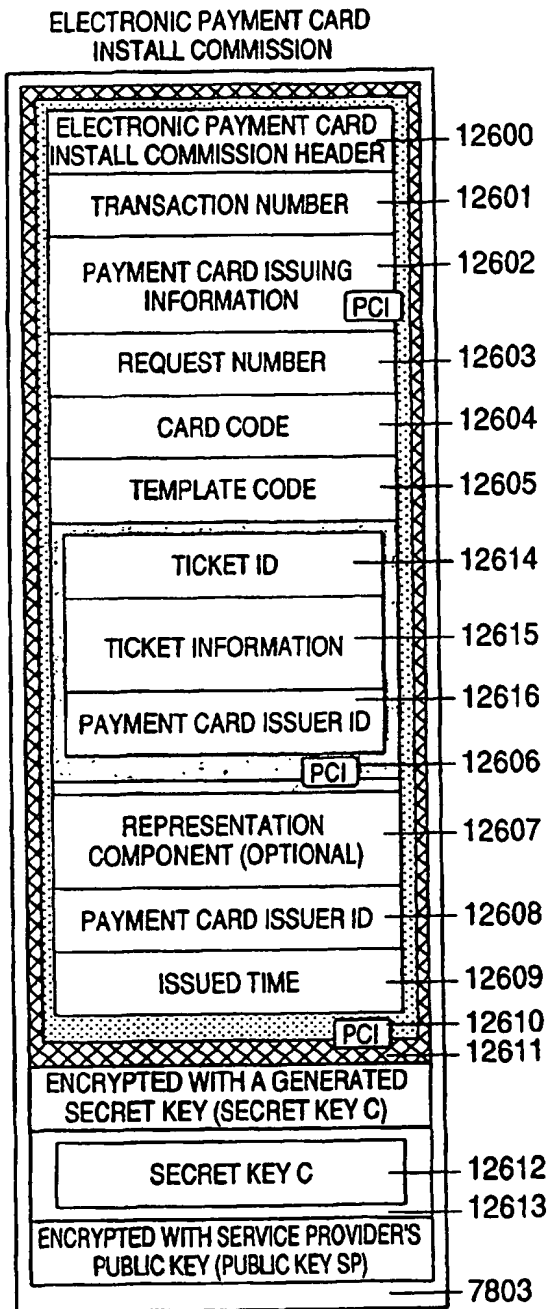 ELECTRONIC PAYMENT CARD
INSTALL COMMISSION
ELECTRONIC PAYMENT CARD
INSTALL COMMISSION HEADER
12600
TRANSACTION NUMBER
12601
PAYMENT CARD ISSUING
INFORMATION
PCI
12602
REQUEST NUMBER
12603
CARD CODE
12604
TEMPLATE CODE
12605
TICKET ID
12614
TICKET INFORMATION
12615
PAYMENT CARD ISSUER ID
12616
PCI
12606
REPRESENTATION
COMPONENT (OPTIONAL)
12607
PAYMENT CARD ISSUER ID
12608
ISSUED TIME
12609
PCI
12610
12611
ENCRYPTED WITH A GENERATED
SECRET KEY (SECRET KEY C)
SECRET KEY C
12612
12613
ENCRYPTED WITH SERVICE PROVIDER'S
PUBLIC KEY (PUBLIC KEY SP)
7803